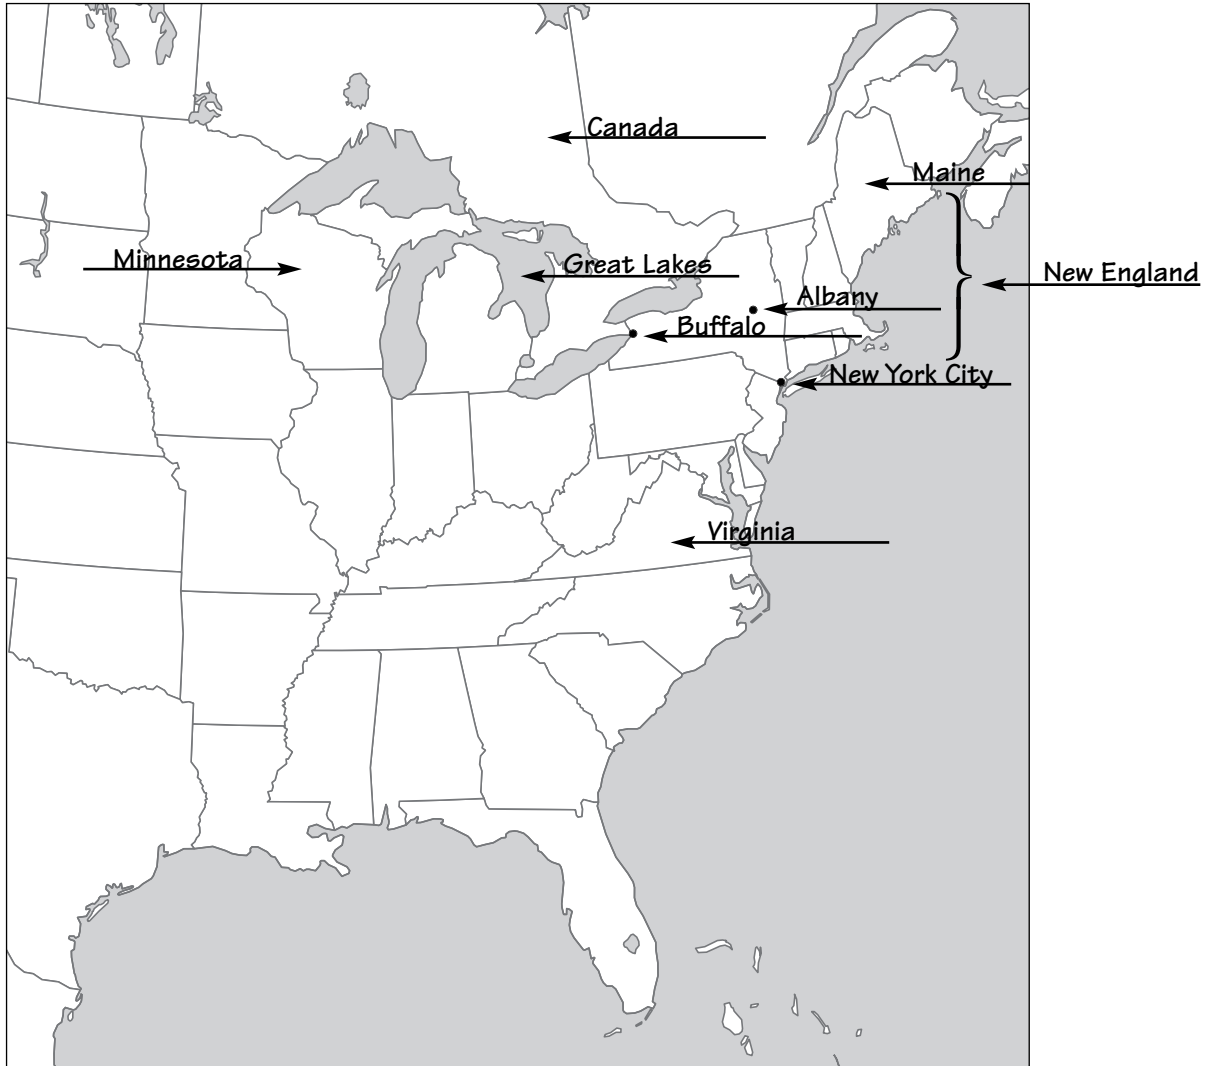 Canada
Maine
Minnesota
Great Lakes
New England
Albany
Buffalo
New York City
Virginia